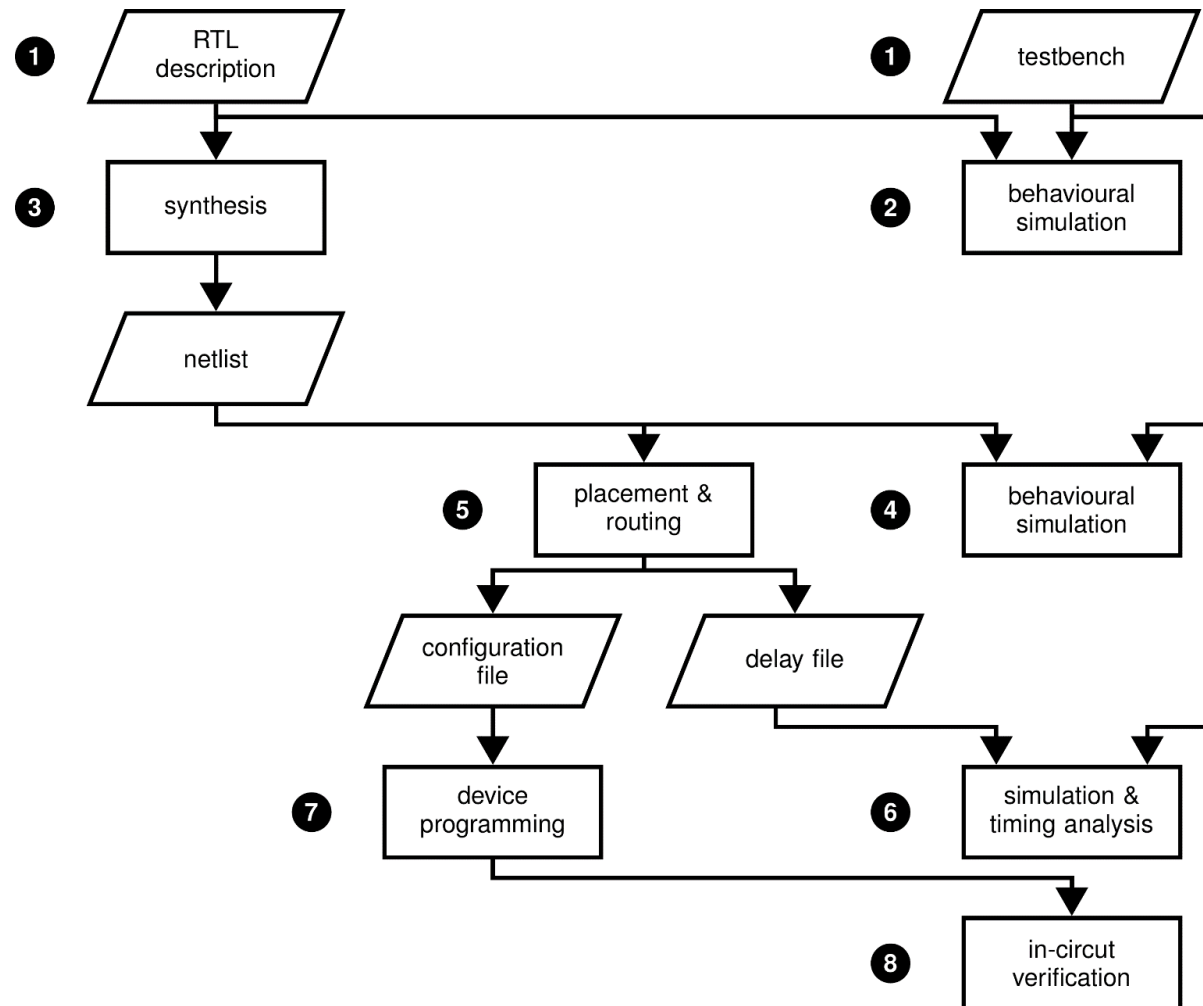 1
RTL
description
1
testbench
3
synthesis
2
behavioural
simulation
netlist
5
placement &
routing
4
behavioural
simulation
configuration
file
delay file
7
device
programming
6
simulation &
timing analysis
8
in-circut
verification